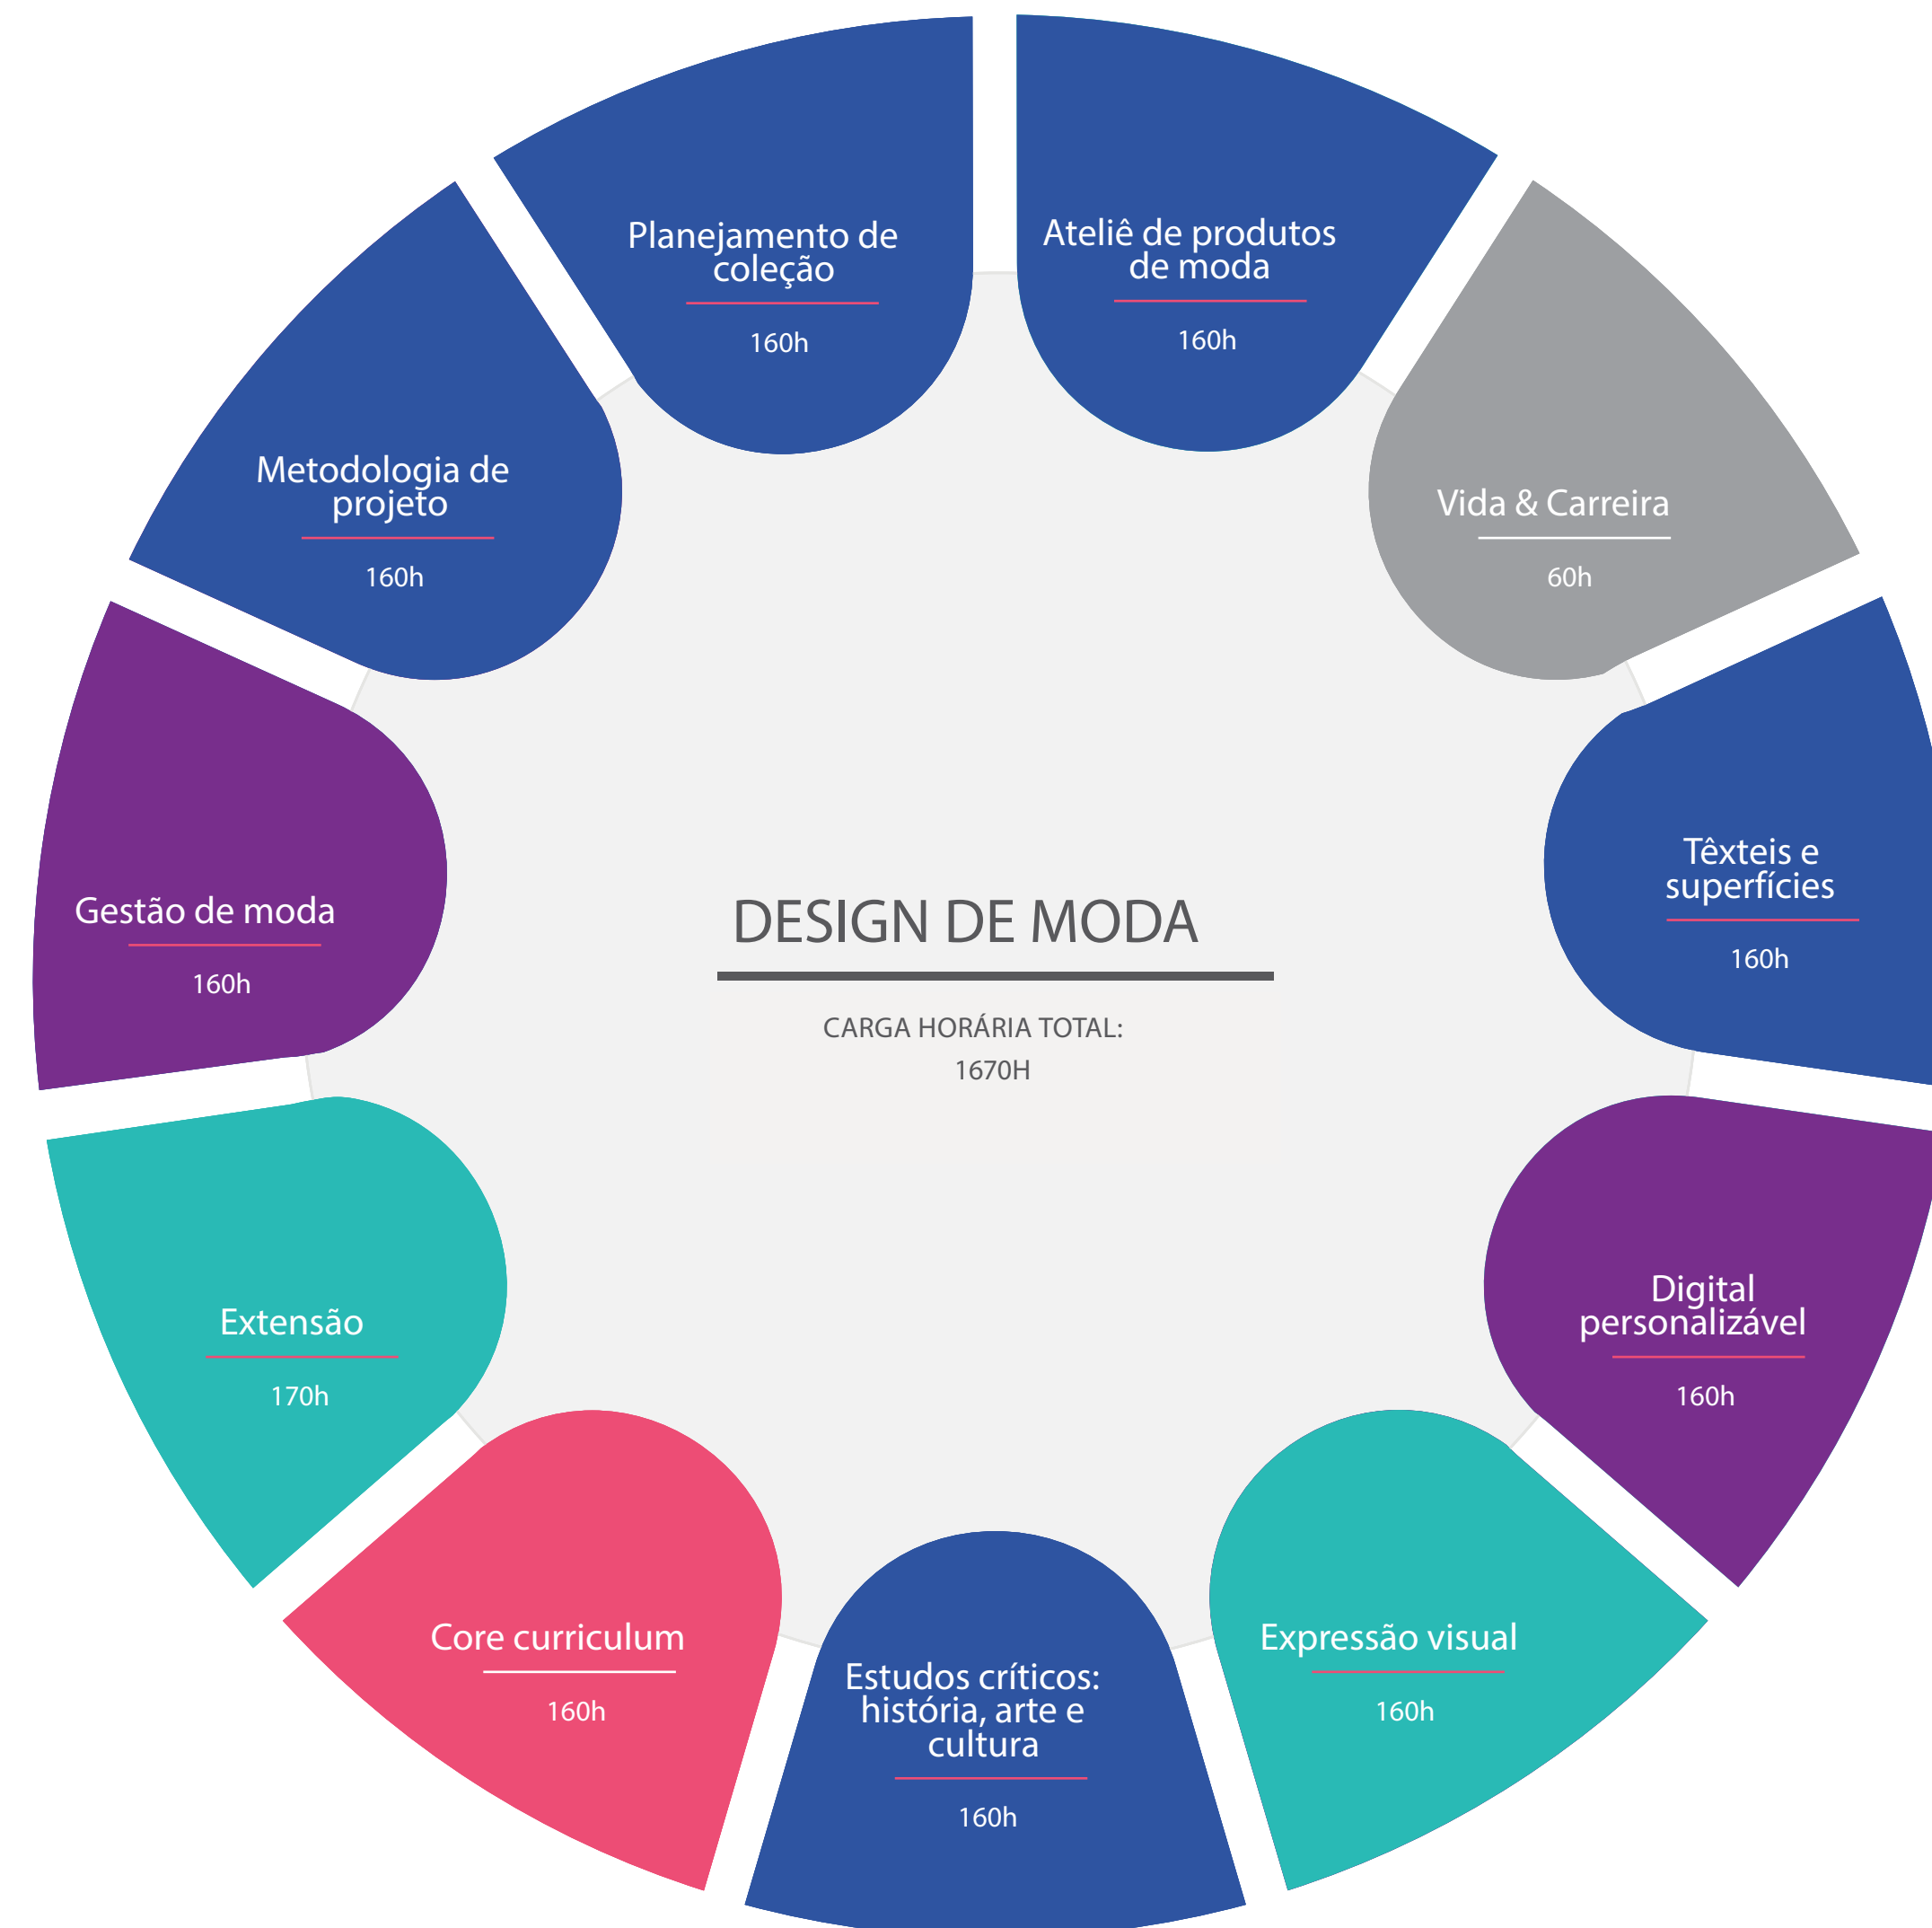 Planejamento de
coleção
160h
Ateliê de produtos
de moda
160h
Vida & Carreira
60h
Têxteis e
superfícies
160h
Digital
personalizável
160h
Expressão visual
160h
Estudos críticos:
história, arte e
cultura
160h
Core curriculum
160h
Extensão
170h
Gestão de moda
160h
Metodologia de
projeto
160h
DESIGN DE MODA
CARGA HORÁRIA TOTAL:
1670H